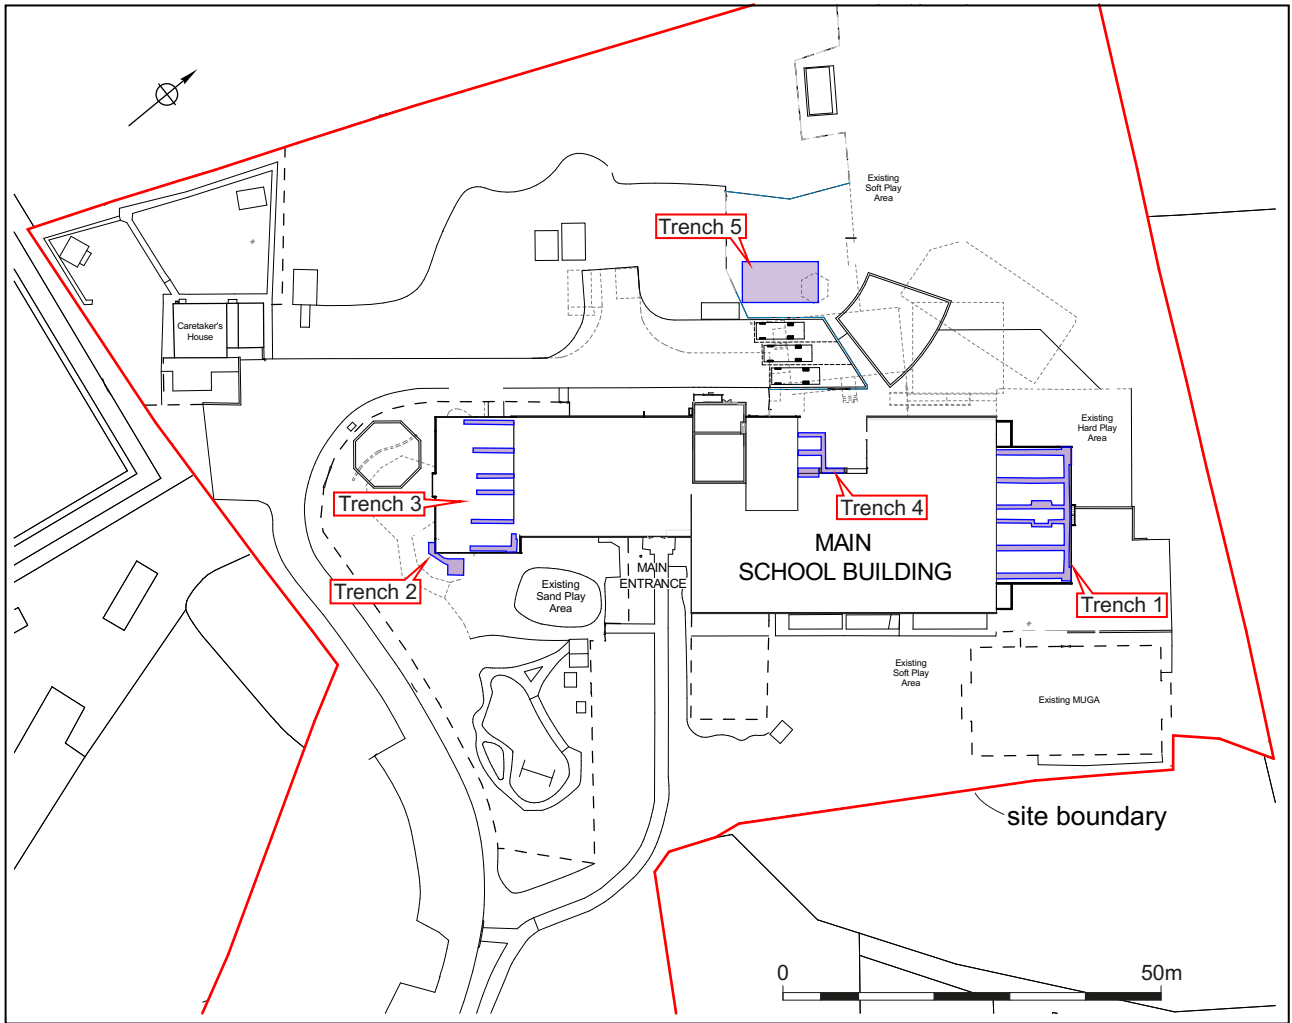 Existing
Soft Play
Area
Trench 5
Caretaker's
House
Existing
Hard Play
Area
Trench 3
Trench 4
MAIN
SCHOOL BUILDING
MAIN
ENTRANCE
Trench 2
Existing
Sand Play
Area
Trench 1
Existing
Soft Play
Area
Existing MUGA
site boundary
0
50m